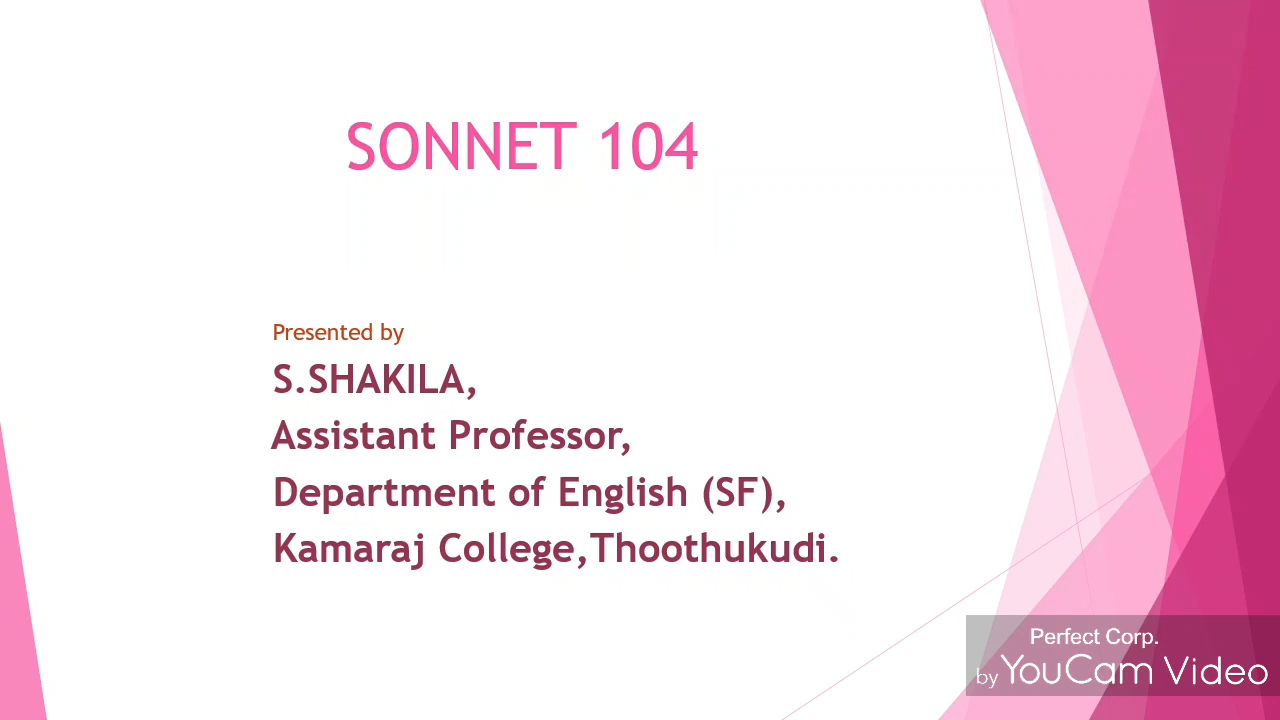 SONNET 104
Presented by
S.SHAKILA,
Assistant Professor,
Department of English (SF),
Kamaraj College,Thoothukudi.
Perfect Corp.
by YouCam Video